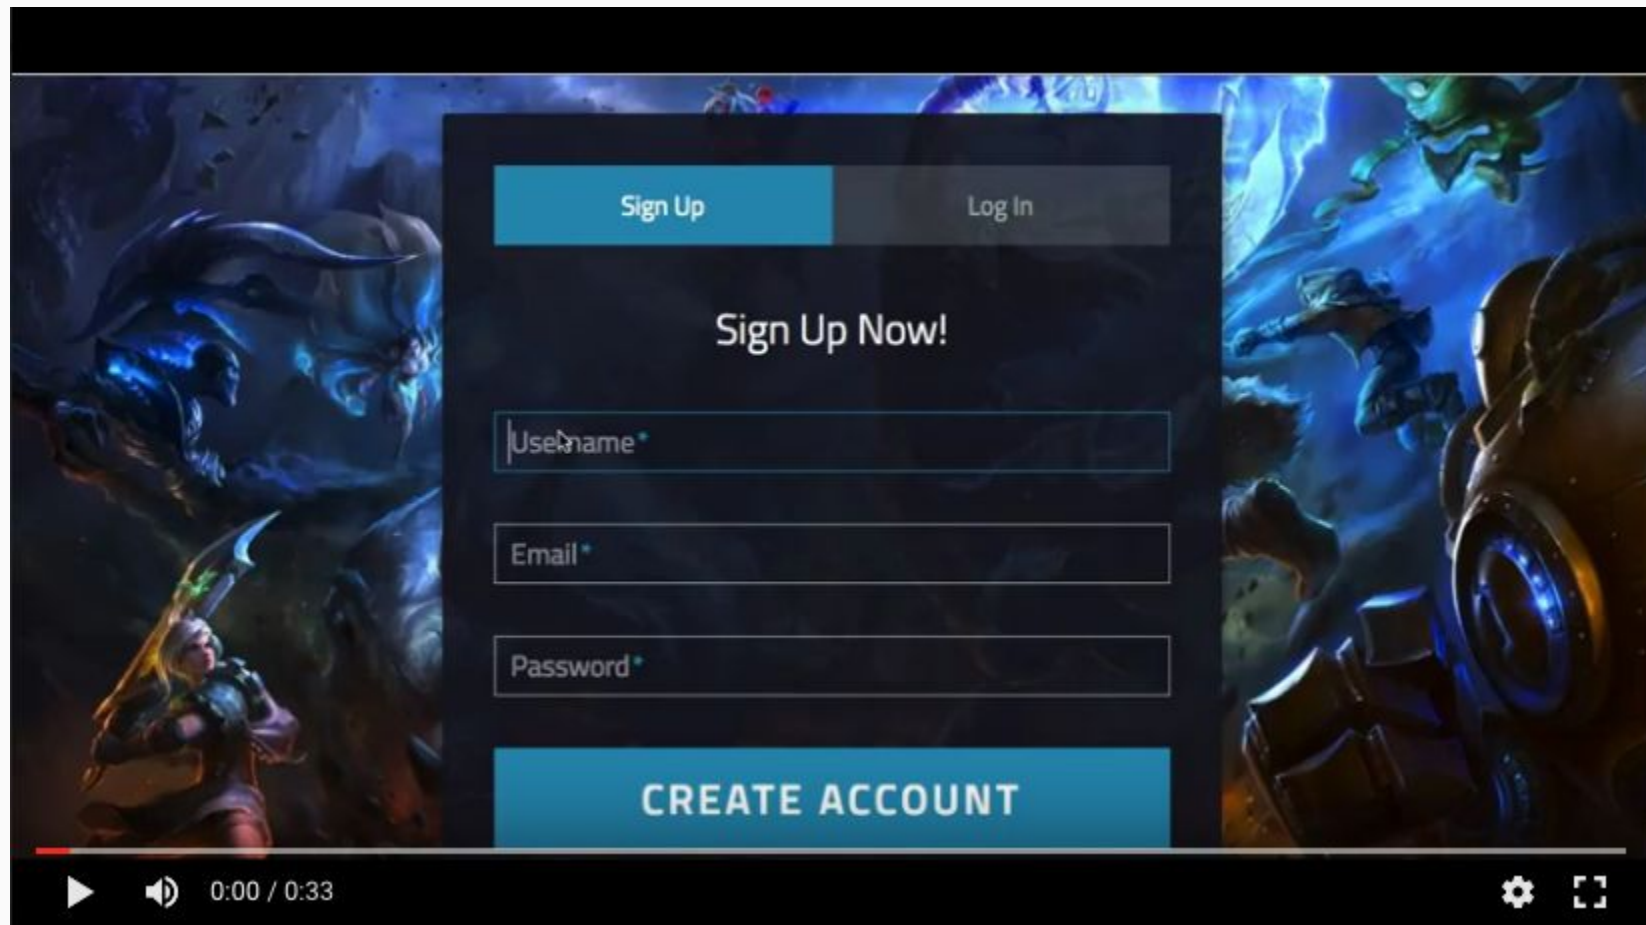 Sign Up
Log In
Sign Up Now!
Username*
Email*
Password*
CREATE ACCOUNT
0:00 / 0:33